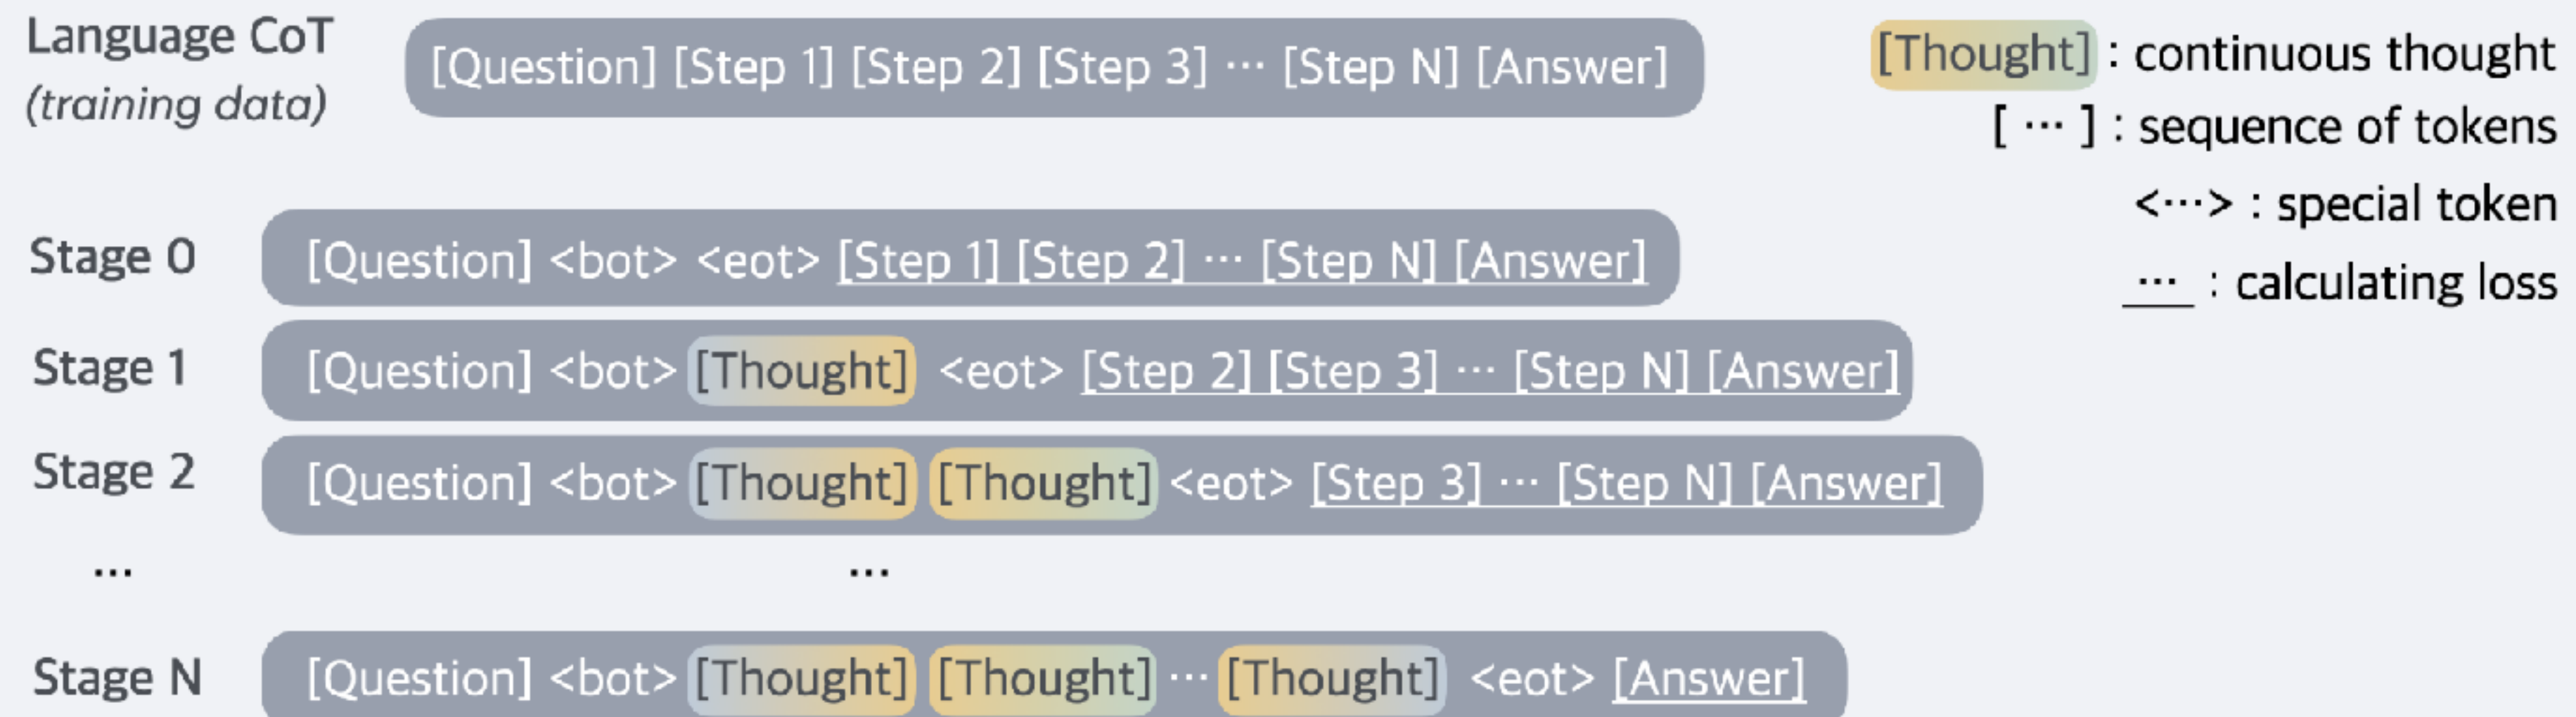 Language CoT
(training data)
[Question] [Step 1] [Step 2] [Step 3] ··· [Step N] [Answer]
[Thought] : continuous thought
[ ··· ] : sequence of tokens
<···> : special token
··· : calculating loss
Stage 0
[Question] <bot> <eot> [Step 1] [Step 2] ··· [Step N] [Answer]
Stage 1
[Question] <bot> [Thought] <eot> [Step 2] [Step 3] ··· [Step N] [Answer]
Stage 2
[Question] <bot> [Thought] [Thought] <eot> [Step 3] ··· [Step N] [Answer]
... ...
Stage N
[Question] <bot> [Thought] [Thought] ··· [Thought] <eot> [Answer]